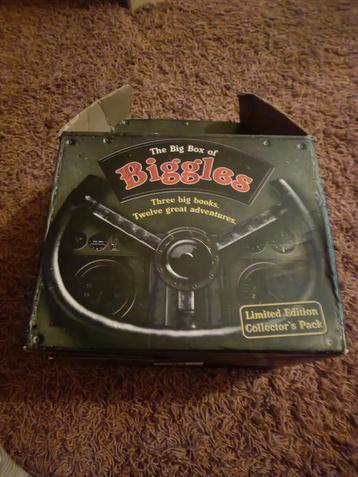 The Big Box of
Biggles
Three big books.
Twelve great adventures.
Limited Edition
Collector's Pack